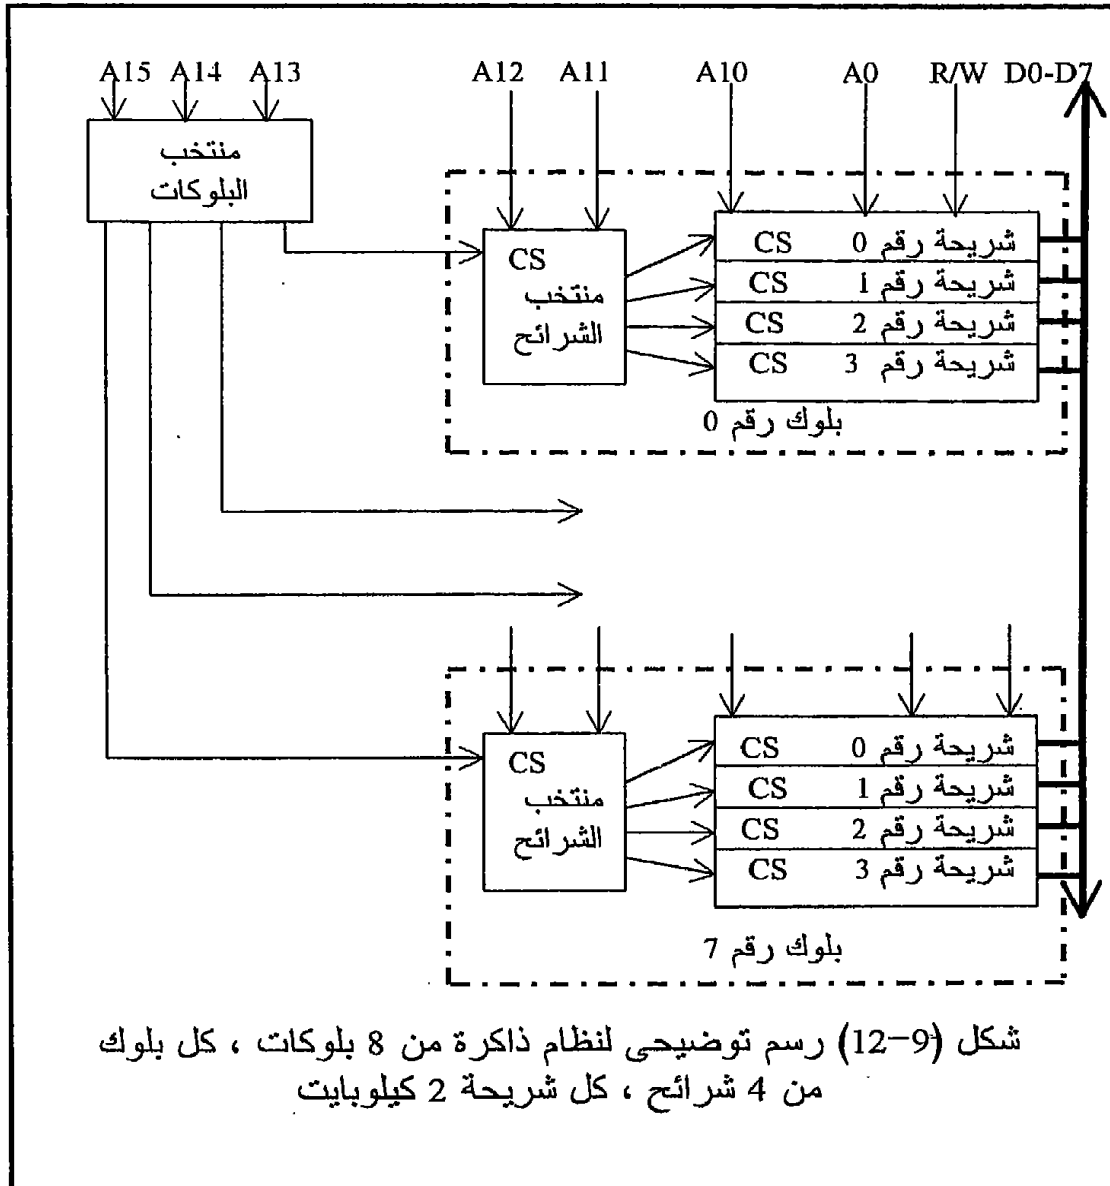 A15 A14 A13 A12 A11 A10 A0 R/W D0-D7
منتخب
البلوكات
CS
منتخب
الشرائح
شريحة رقم 0 CS
شريحة رقم 1 CS
شريحة رقم 2 CS
شريحة رقم 3 CS
بلوك رقم 0
CS
منتخب
الشرائح
شريحة رقم 0 CS
شريحة رقم 1 CS
شريحة رقم 2 CS
شريحة رقم 3 CS
بلوك رقم 7
شكل (9-12) رسم توضيحى لنظام ذاكرة من 8 بلوكات ، كل بلوك
من 4 شرائح ، كل شريحة 2 كيلوبايت